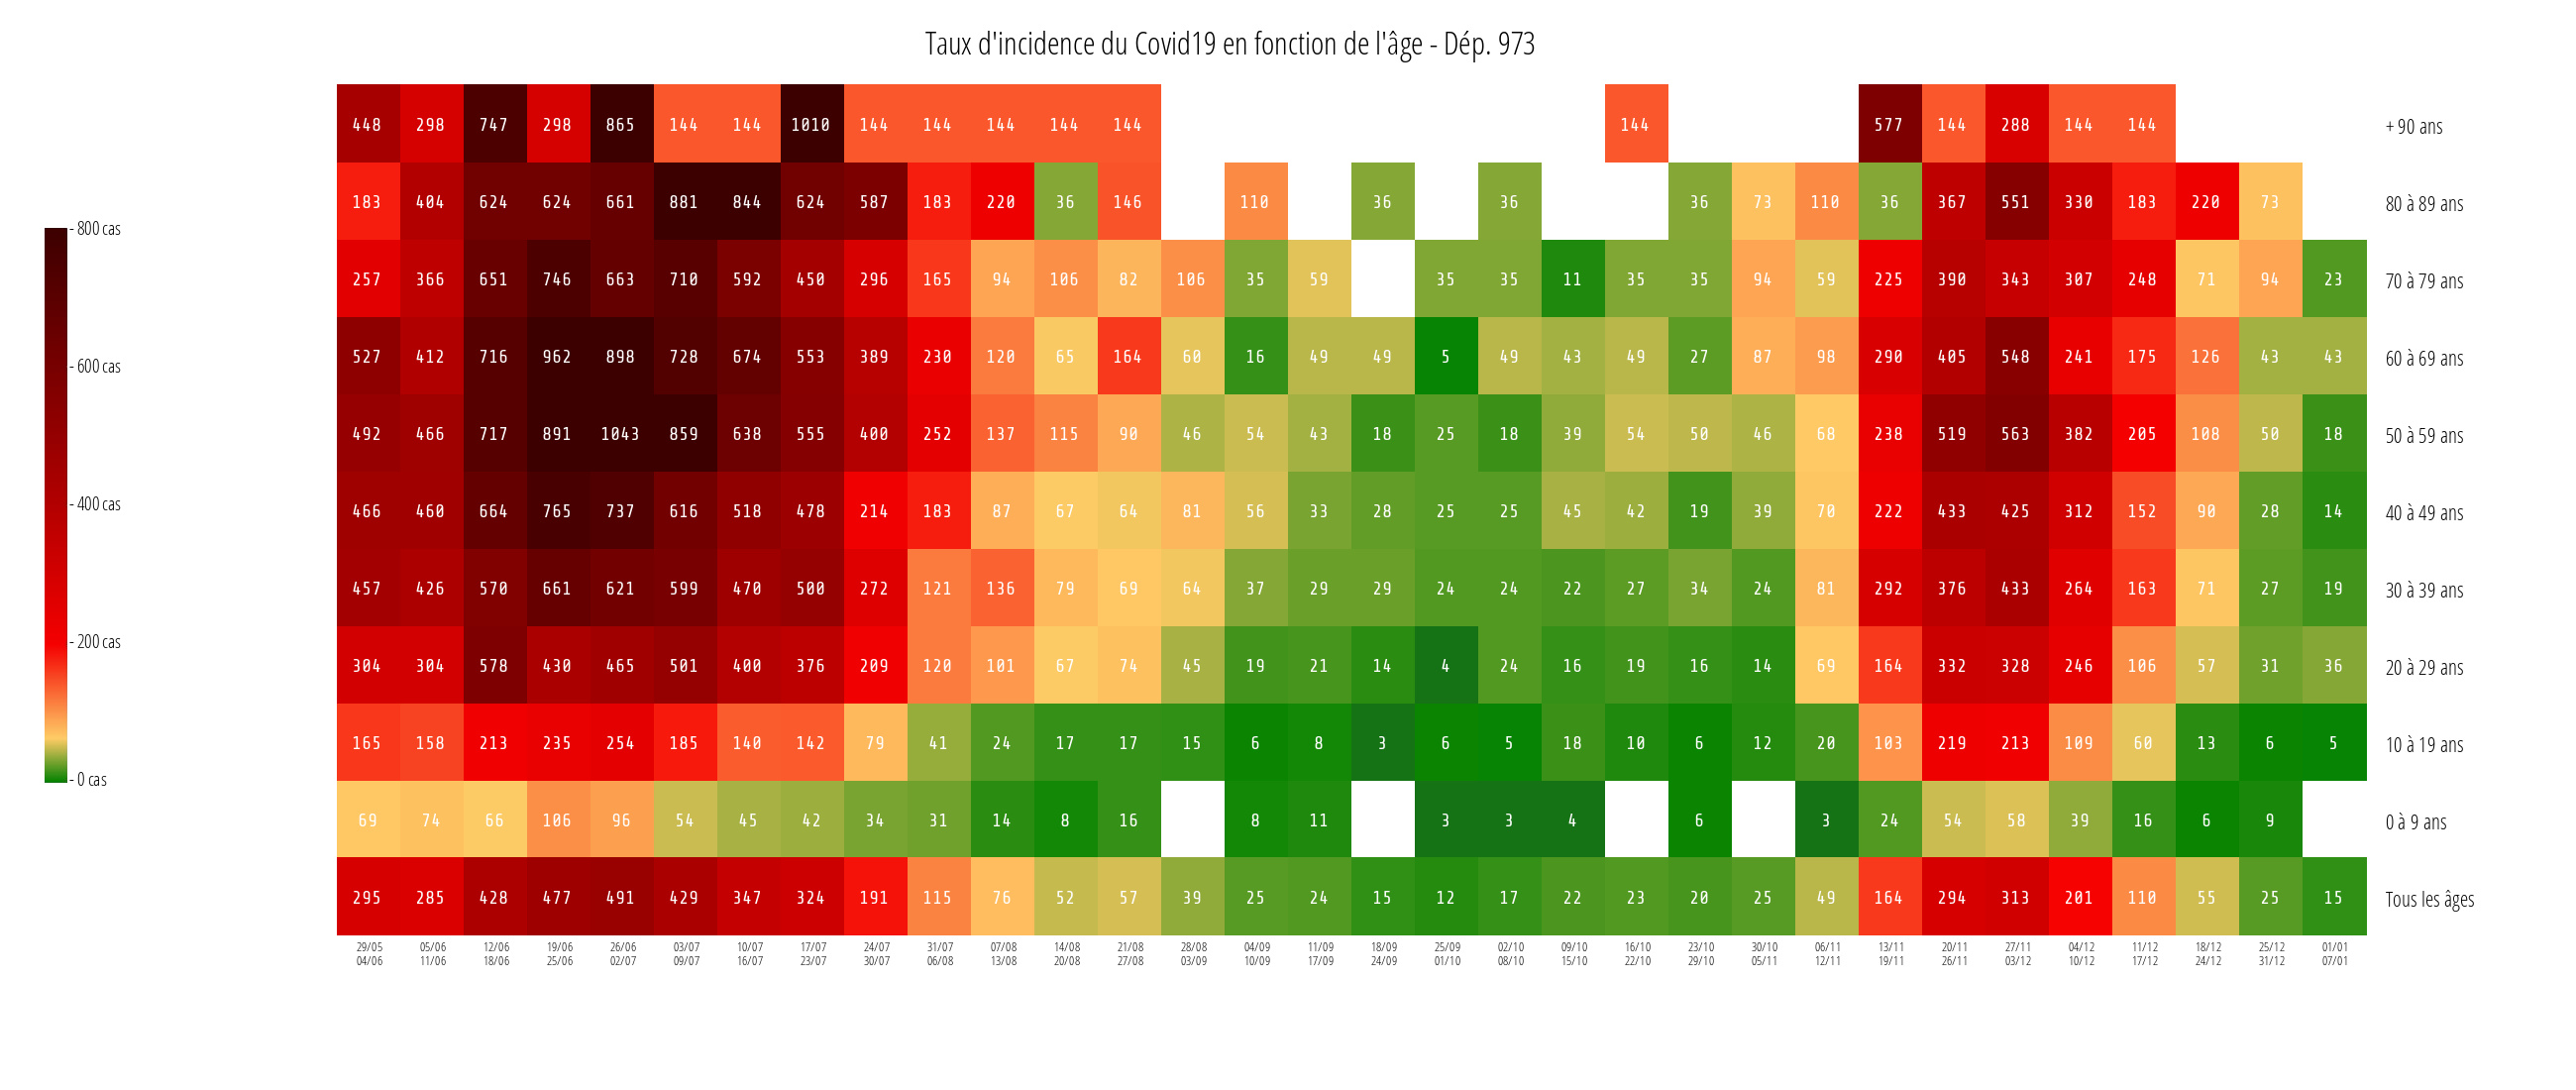 Taux d'incidence du Covid19 en fonction de l'âge - Dép. 973
- 800 cas
- 600 cas
- 400 cas
- 200 cas
- 0 cas
448 298 747 298 865 144 144 1010 144 144 144 144 144 144 577 144 288 144 144 + 90 ans
183 404 624 624 661 881 844 624 587 183 220 36 146 110 36 36 36 73 110 36 367 551 330 183 220 73 80 à 89 ans
257 366 651 746 663 710 592 450 296 165 94 106 82 106 35 59 35 35 11 35 35 94 59 225 390 343 307 248 71 94 23 70 à 79 ans
527 412 716 962 898 728 674 553 389 230 120 65 164 60 16 49 49 5 49 43 49 27 87 98 290 405 548 241 175 126 43 43 60 à 69 ans
492 466 717 891 1043 859 638 555 400 252 137 115 90 46 54 43 18 25 18 39 54 50 46 68 238 519 563 382 205 108 50 18 50 à 59 ans
466 460 664 765 737 616 518 478 214 183 87 67 64 81 56 33 28 25 25 45 42 19 39 70 222 433 425 312 152 90 28 14 40 à 49 ans
457 426 570 661 621 599 470 500 272 121 136 79 69 64 37 29 29 24 24 22 27 34 24 81 292 376 433 264 163 71 27 19 30 à 39 ans
304 304 578 430 465 501 400 376 209 120 101 67 74 45 19 21 14 4 24 16 19 16 14 69 164 332 328 246 106 57 31 36 20 à 29 ans
165 158 213 235 254 185 140 142 79 41 24 17 17 15 6 8 3 6 5 18 10 6 12 20 103 219 213 109 60 13 6 5 10 à 19 ans
69 74 66 106 96 54 45 42 34 31 14 8 16 8 11 3 3 4 6 3 24 54 58 39 16 6 9 0 à 9 ans
295 285 428 477 491 429 347 324 191 115 76 52 57 39 25 24 15 12 17 22 23 20 25 49 164 294 313 201 110 55 25 15 Tous les âges
29/05 05/06 12/06 19/06 26/06 03/07 10/07 17/07 24/07 31/07 07/08 14/08 21/08 28/08 04/09 11/09 18/09 25/09 02/10 09/10 16/10 23/10 30/10 06/11 13/11 20/11 27/11 04/12 11/12 18/12 25/12 01/01
04/06 11/06 18/06 25/06 02/07 09/07 16/07 23/07 30/07 06/08 13/08 20/08 27/08 03/09 10/09 17/09 24/09 01/10 08/10 15/10 22/10 29/10 05/11 12/11 19/11 26/11 03/12 10/12 17/12 24/12 31/12 07/01